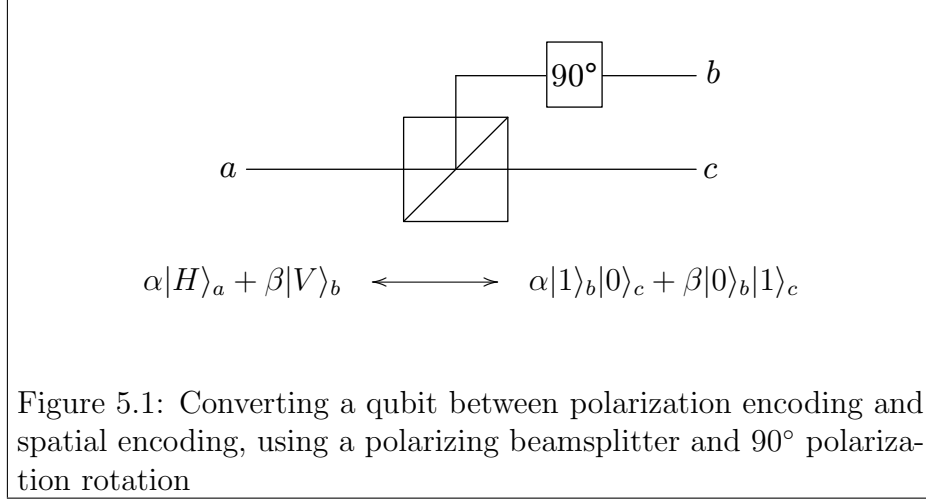 90° b
a c
α|H⟩ₐ + β|V⟩_b ⟷ α|1⟩_b|0⟩_c + β|0⟩_b|1⟩_c
Figure 5.1: Converting a qubit between polarization encoding and
spatial encoding, using a polarizing beamsplitter and 90° polariza-
tion rotation